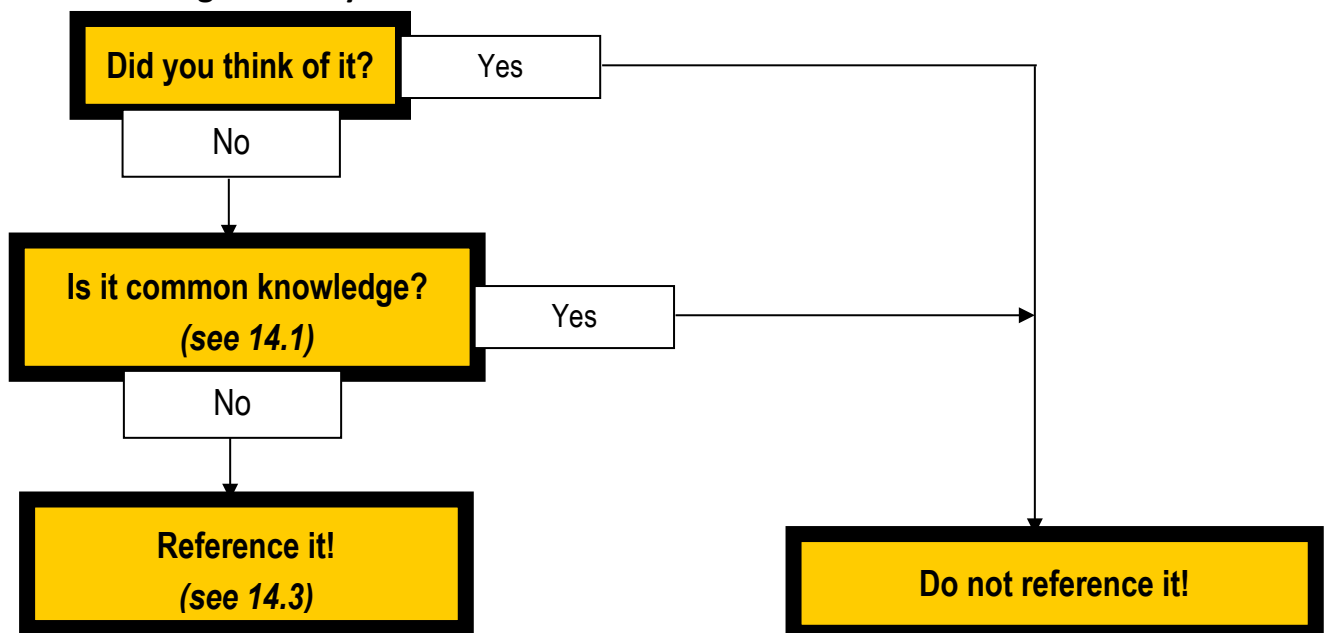 Did you think of it?
Yes
No
Is it common knowledge?
(see 14.1)
Yes
No
Reference it!
(see 14.3)
Do not reference it!